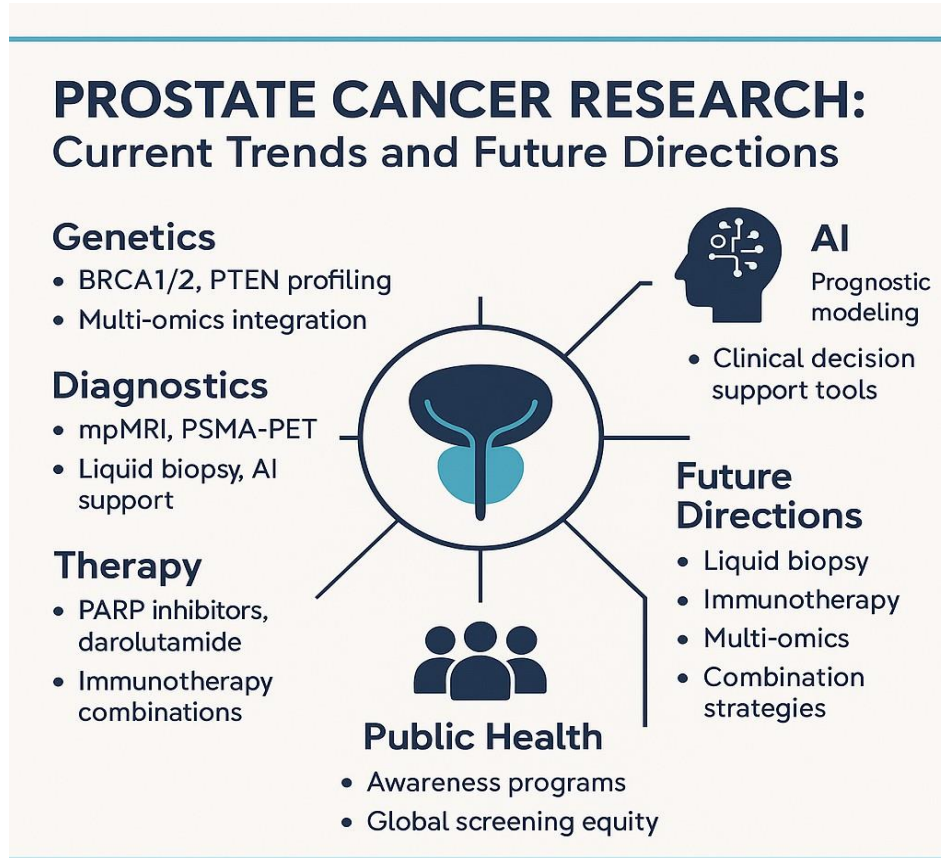 PROSTATE CANCER RESEARCH:
Current Trends and Future Directions
Genetics
• BRCA1/2, PTEN profiling
• Multi-omics integration
Diagnostics
• mpMRI, PSMA-PET
• Liquid biopsy, AI
support
Therapy
• PARP inhibitors,
darolutamide
• Immunotherapy
combinations
Public Health
• Awareness programs
• Global screening equity
AI
Prognostic
modeling
• Clinical decision
support tools
Future
Directions
• Liquid biopsy
• Immunotherapy
• Multi-omics
• Combination
strategies